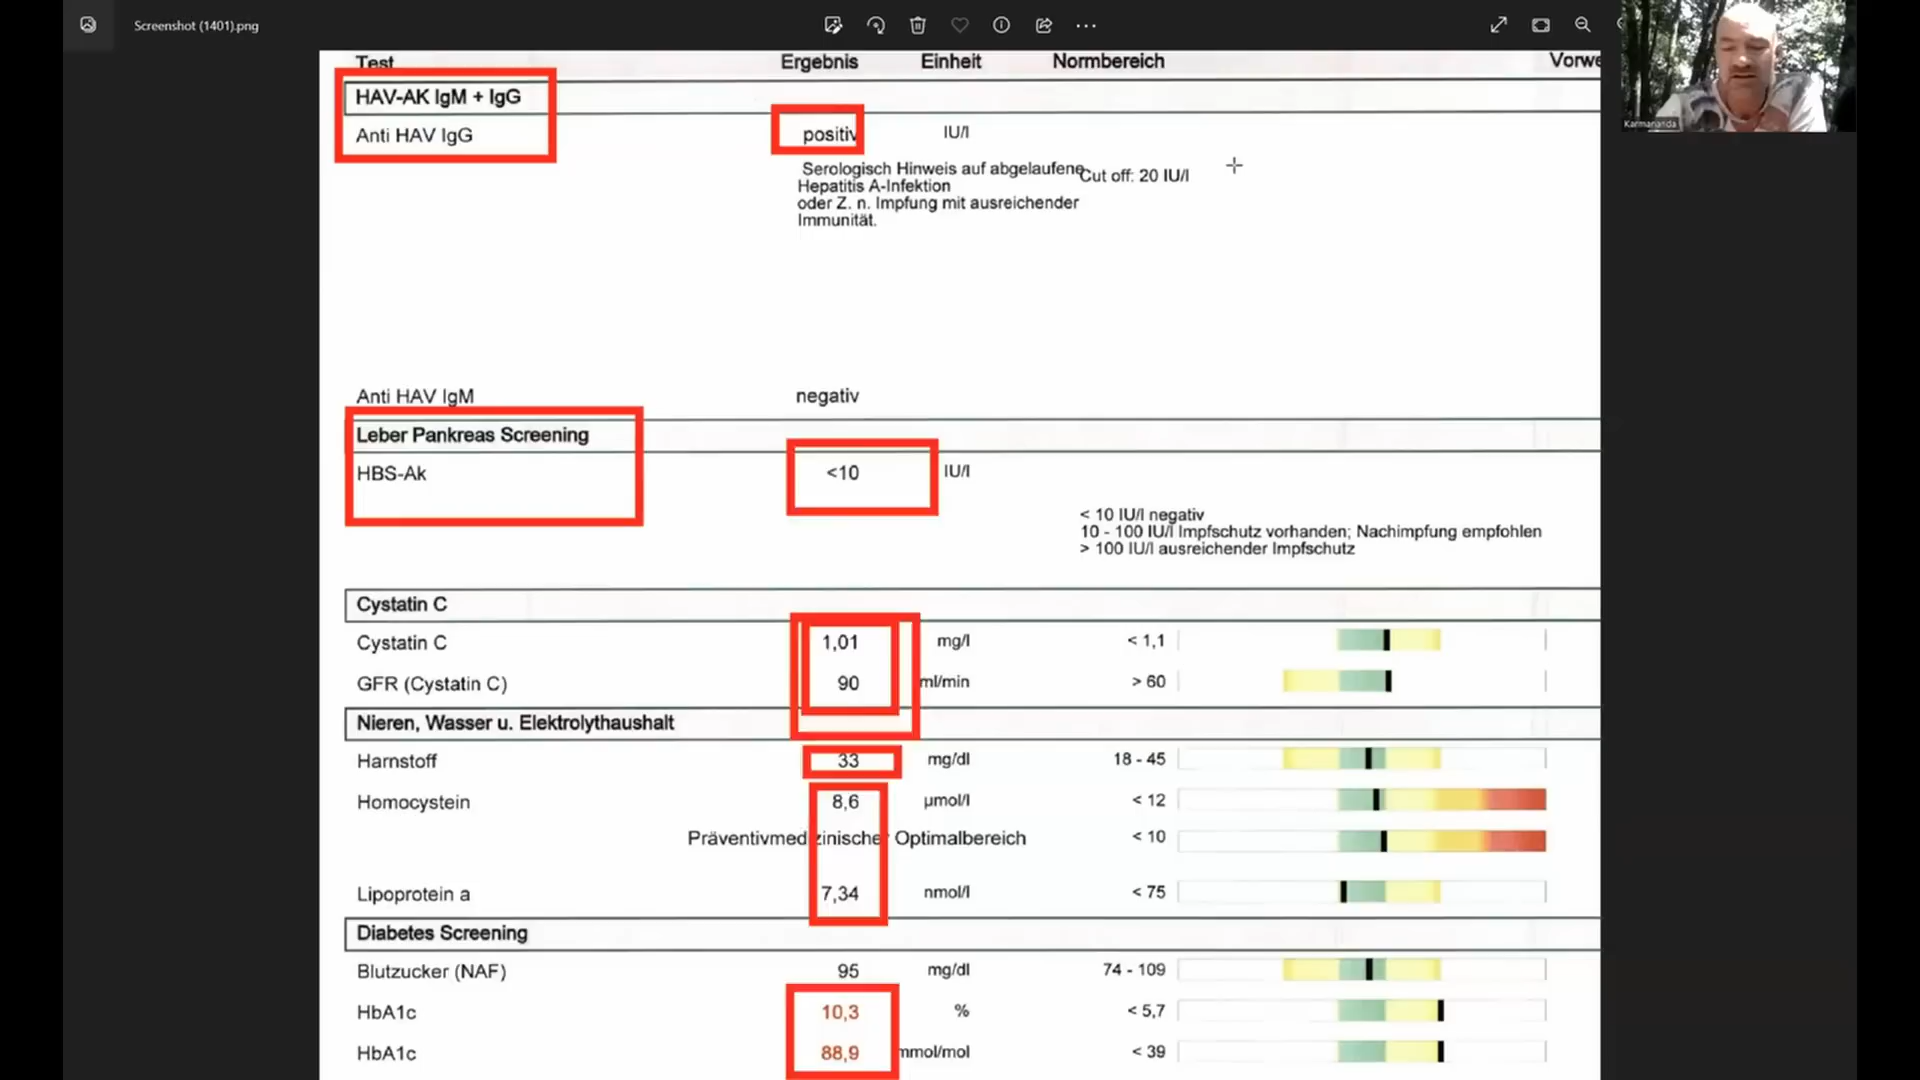 Screenshot (1401).png
Karmananda
Test Ergebnis Einheit Normbereich
HAV-AK IgM + IgG
Anti HAV IgG positiv IU/l
Serologisch Hinweis auf abgelaufene Cut off: 20 IU/l
Hepatitis A-Infektion
oder Z. n. Impfung mit ausreichender
Immunität.
Anti HAV IgM negativ
Leber Pankreas Screening
HBS-Ak <10 IU/l
< 10 IU/l negativ
10 - 100 IU/l Impfschutz vorhanden; Nachimpfung empfohlen
> 100 IU/l ausreichender Impfschutz
Cystatin C
Cystatin C 1,01 mg/l < 1,1
GFR (Cystatin C) 90 ml/min > 60
Nieren, Wasser u. Elektrolythaushalt
Harnstoff 33 mg/dl 18 - 45
Homocystein 8,6 µmol/l < 12
Präventivmedizinischer Optimalbereich < 10
Lipoprotein a 7,34 nmol/l < 75
Diabetes Screening
Blutzucker (NAF) 95 mg/dl 74 - 109
HbA1c 10,3 % < 5,7
HbA1c 88,9 mmol/mol < 39